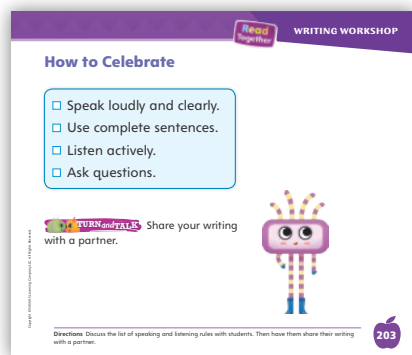 Read
Together
WRITING WORKSHOP
How to Celebrate
Speak loudly and clearly.
Use complete sentences.
Listen actively.
Ask questions.
TURN and TALK Share your writing
with a partner.
Directions Discuss the list of speaking and listening rules with students. Then have them share their writing
with a partner.
203